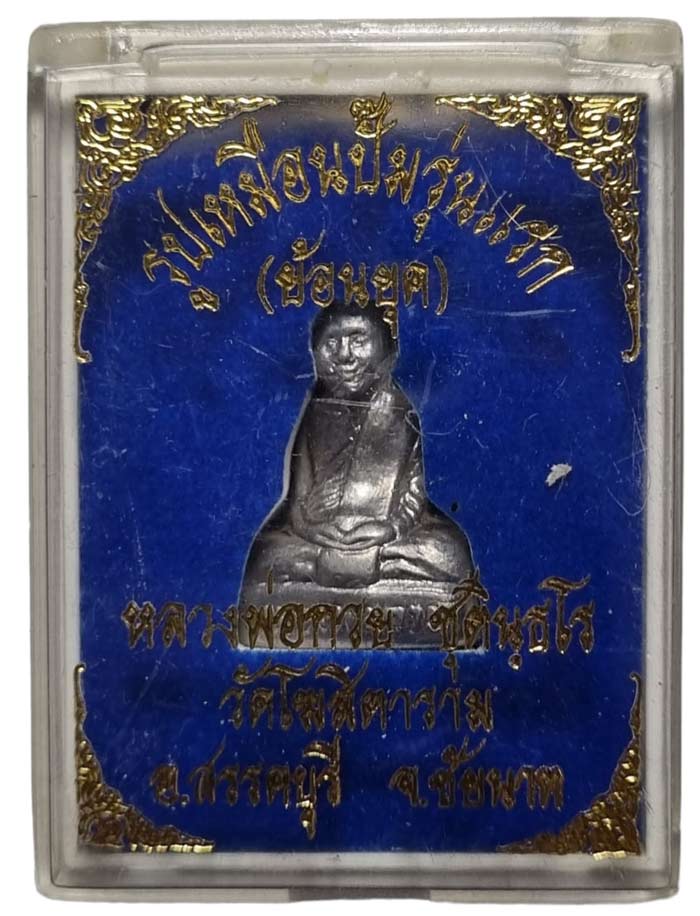 รูปเหมือนปั๊มรุ่นแรก
(ย้อนยุค)
หลวงพ่อกวย ชุตินฺธโร
วัดโฆสิตาราม
อ.สรรคบุรี จ.ชัยนาท